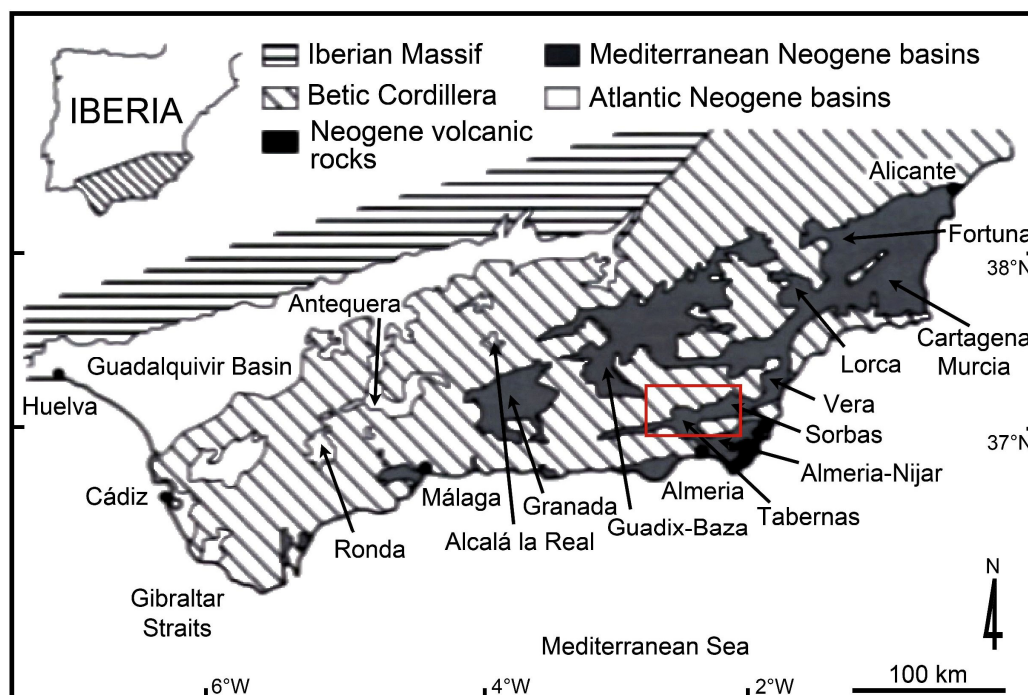 IBERIA
Iberian Massif
Betic Cordillera
Neogene volcanic
rocks
Mediterranean Neogene basins
Atlantic Neogene basins
Alicante
Fortuna
38°N
Antequera
Guadalquivir Basin
Cartagena
Murcia
Lorca
Huelva
Vera
Sorbas
37°N
Almeria-Nijar
Cádiz
Málaga
Granada
Almeria
Tabernas
Guadix-Baza
Alcalá la Real
Ronda
Gibraltar
Straits
N
Mediterranean Sea
6°W
4°W
2°W
100 km